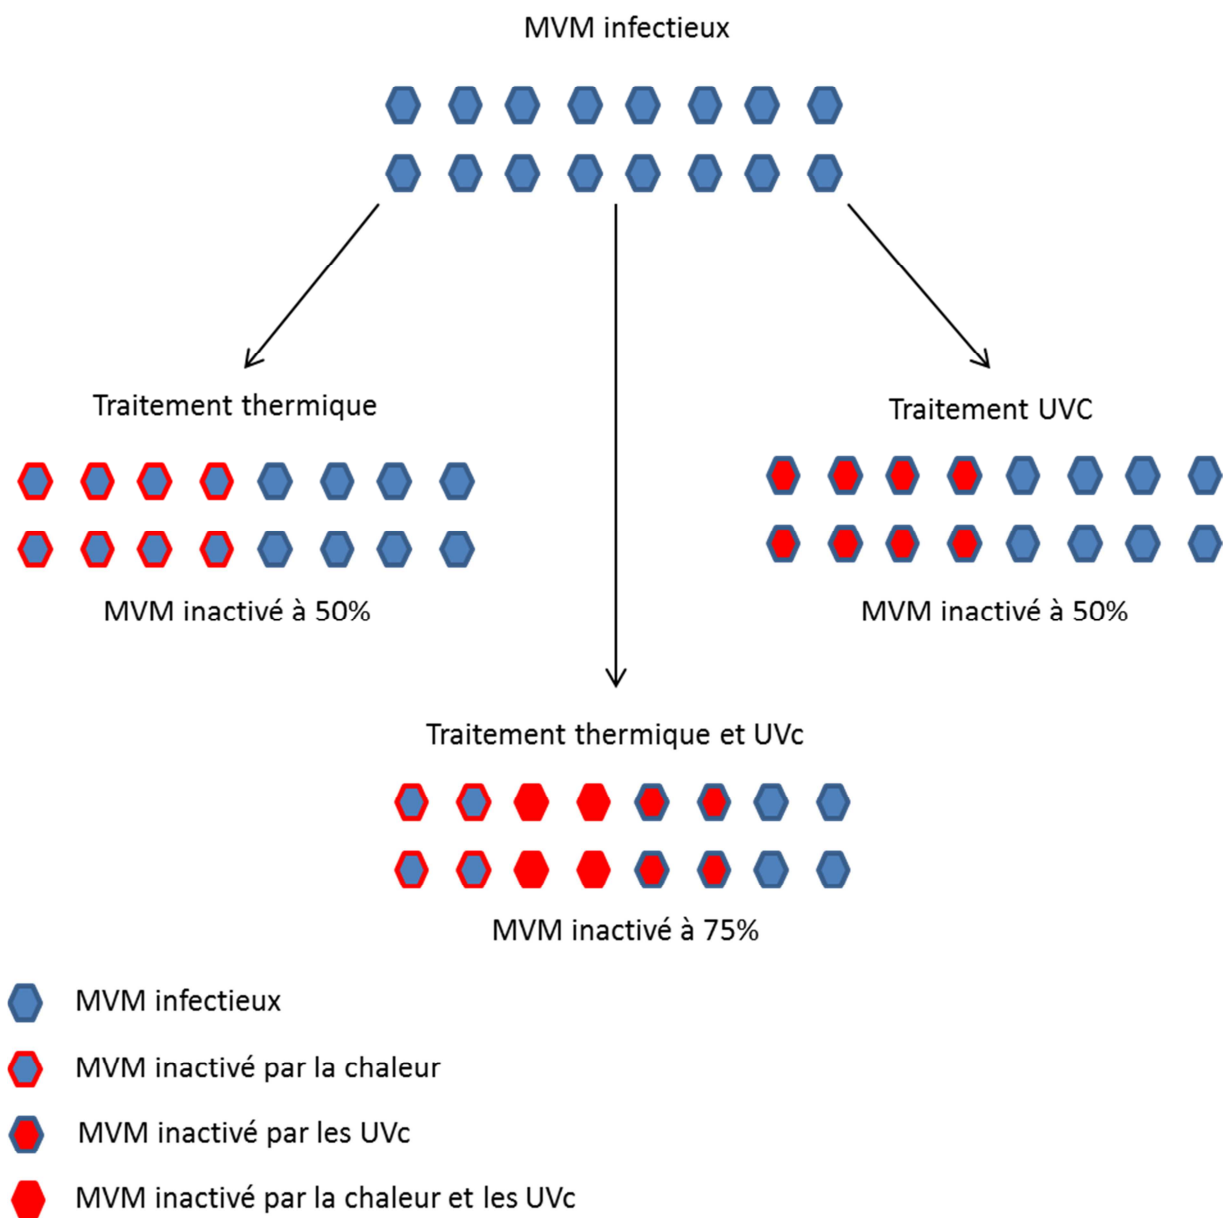 MVM infectieux
Traitement thermique
Traitement UVC
MVM inactivé à 50%
MVM inactivé à 50%
Traitement thermique et UVc
MVM inactivé à 75%
MVM infectieux
MVM inactivé par la chaleur
MVM inactivé par les UVc
MVM inactivé par la chaleur et les UVc